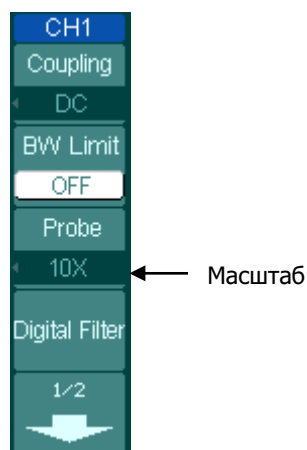 CH1
Coupling
DC
BW Limit
OFF
Probe
10X
Масштаб
Digital Filter
1/2